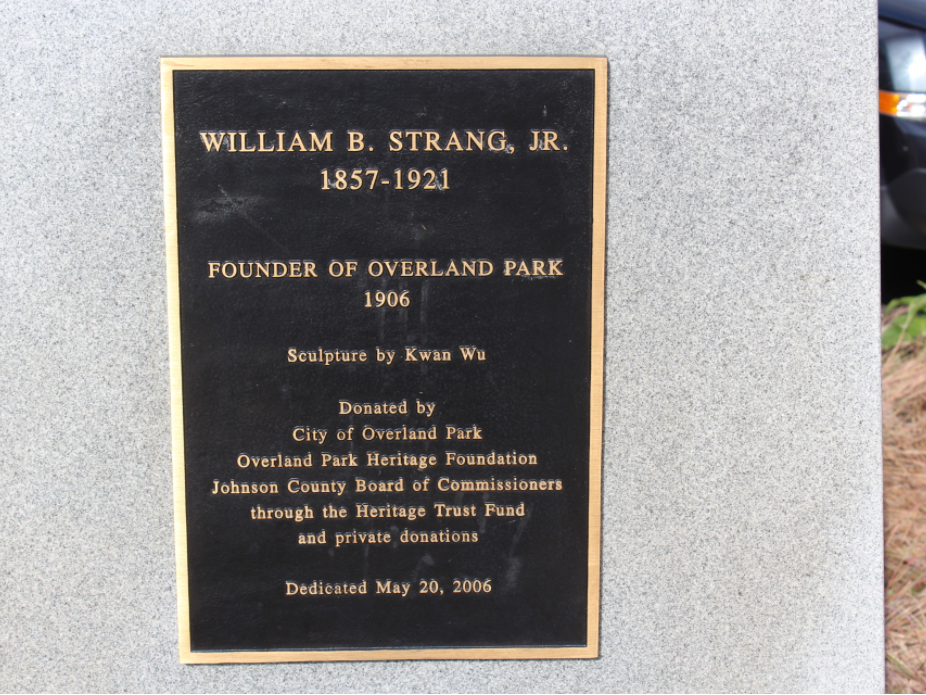 WILLIAM B. STRANG, JR.
1857-1921
FOUNDER OF OVERLAND PARK
1906
Sculpture by Kwan Wu
Donated by
City of Overland Park
Overland Park Heritage Foundation
Johnson County Board of Commissioners
through the Heritage Trust Fund
and private donations
Dedicated May 20, 2006